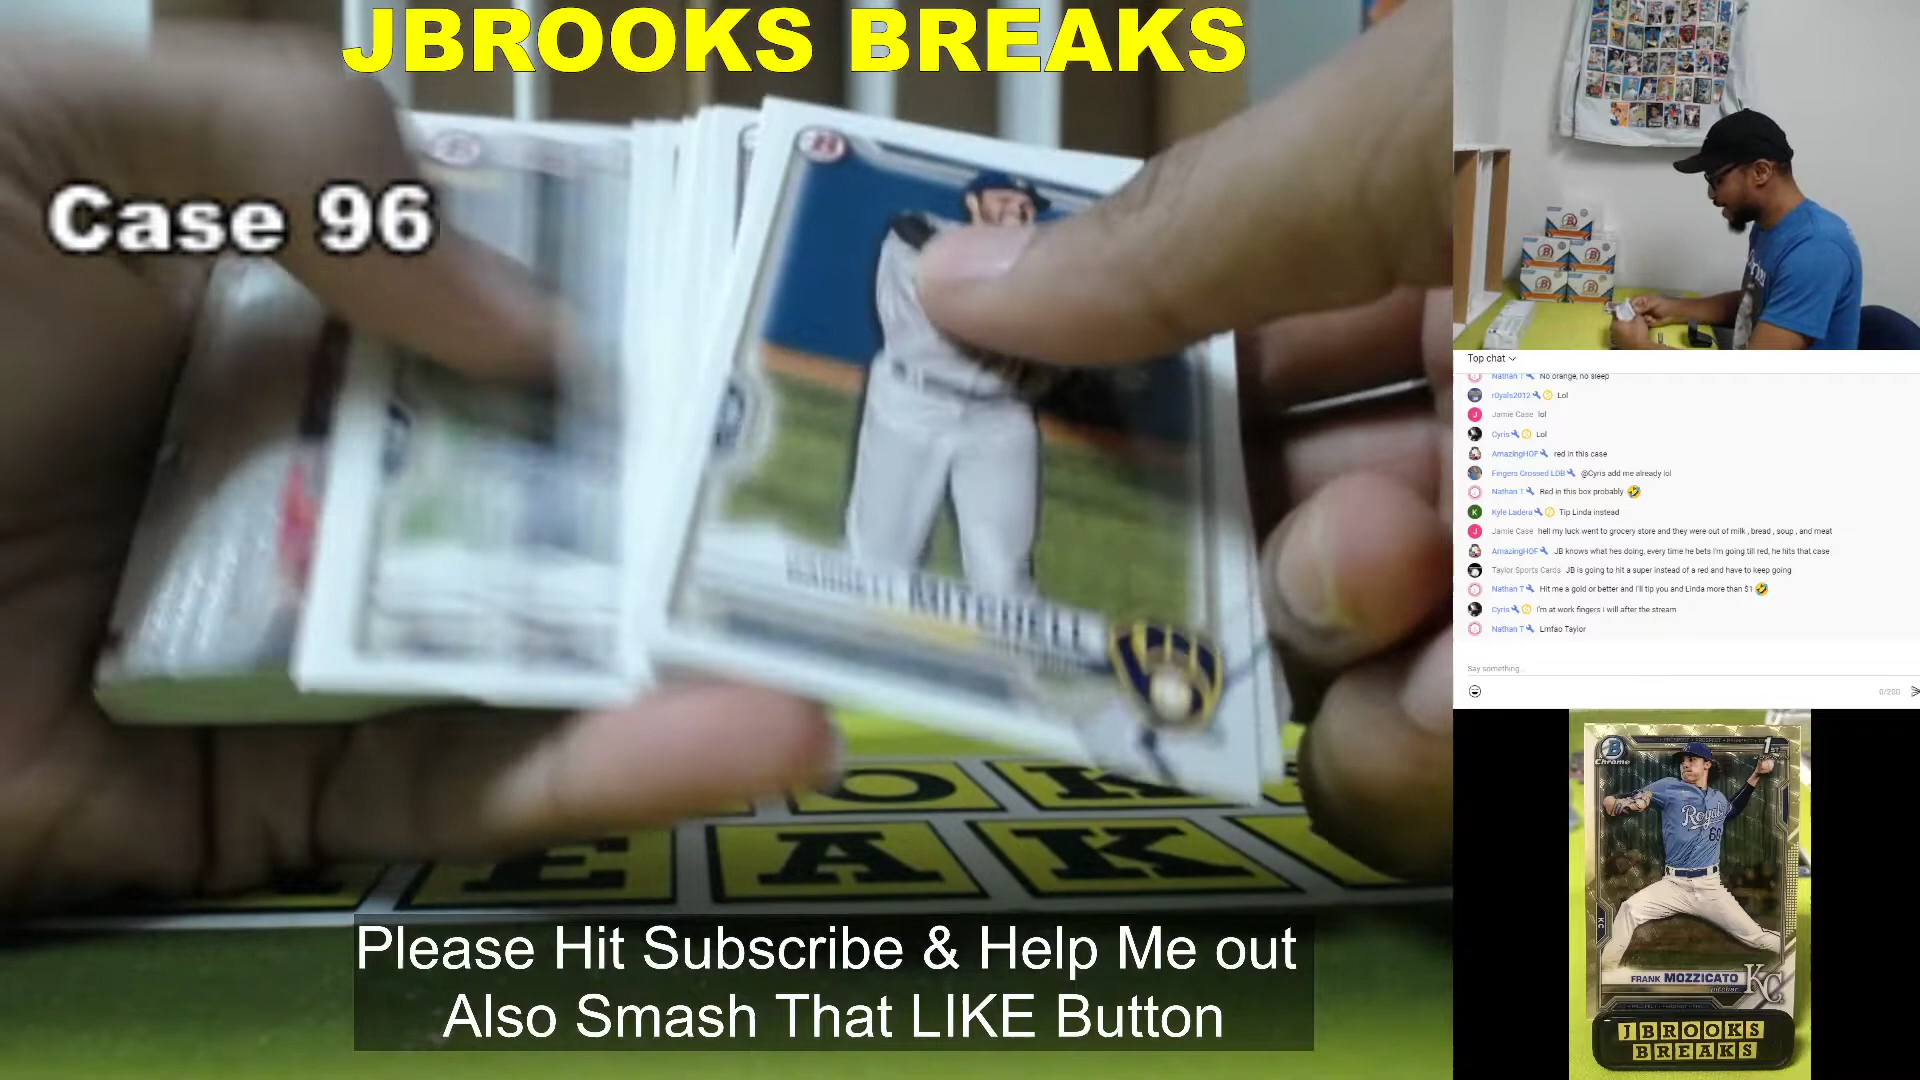 JBROOKS BREAKS
Case 96
MITCHELL
Please Hit Subscribe & Help Me out
Also Smash That LIKE Button
Top chat
Nathan T No orange, no sleep
r0yals2012 Lol
Jamie Case lol
Cyris Lol
AmazingHOF red in this case
Fingers Crossed LDB @Cyris add me already lol
Nathan T Red in this box probably 🤣
Kyle Ladera Tip Linda instead
Jamie Case hell my luck went to grocery store and they were out of milk , bread , soup , and meat
AmazingHOF JB knows what hes doing, every time he bets I'm going till red, he hits that case
Taylor Sports Cards JB is going to hit a super instead of a red and have to keep going
Nathan T Hit me a gold or better and I'll tip you and Linda more than $1 🤣
Cyris I'm at work fingers i will after the stream
Nathan T Lmfao Taylor
Say something...
0/200
B
Chrome
1ST
Royals
FRANK MOZZICATO
pitcher
KC
JBROOKS
BREAKS
O K
E A K